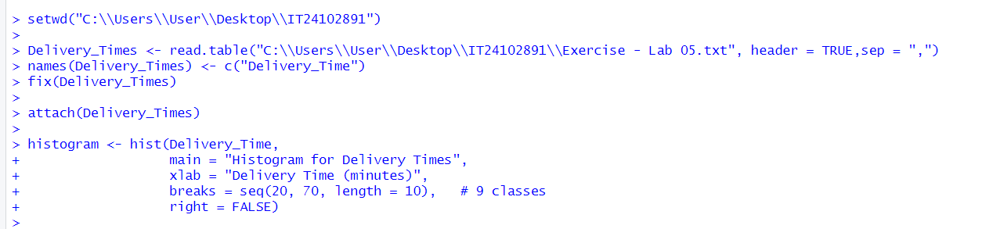 > setwd("C:\\Users\\User\\Desktop\\IT24102891")
>
> Delivery_Times <- read.table("C:\\Users\\User\\Desktop\\IT24102891\\Exercise - Lab 05.txt", header = TRUE,sep = ",")
> names(Delivery_Times) <- c("Delivery_Time")
> fix(Delivery_Times)
>
> attach(Delivery_Times)
>
> histogram <- hist(Delivery_Time,
+                   main = "Histogram for Delivery Times",
+                   xlab = "Delivery Time (minutes)",
+                   breaks = seq(20, 70, length = 10),   # 9 classes
+                   right = FALSE)
>